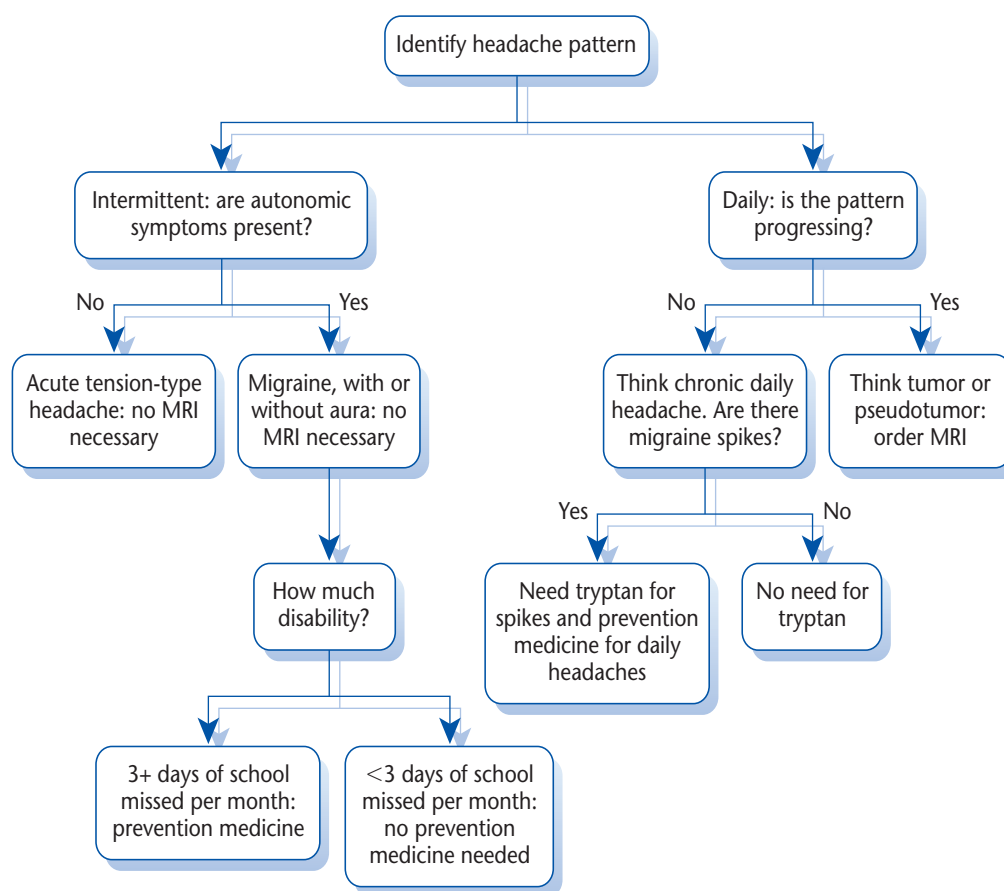 Identify headache pattern
Intermittent: are autonomic
symptoms present?
Daily: is the pattern
progressing?
No
Yes
No
Yes
Acute tension-type
headache: no MRI
necessary
Migraine, with or
without aura: no
MRI necessary
Think chronic daily
headache. Are there
migraine spikes?
Think tumor or
pseudotumor:
order MRI
Yes
No
How much
disability?
Need tryptan for
spikes and prevention
medicine for daily
headaches
No need for
tryptan
3+ days of school
missed per month:
prevention medicine
<3 days of school
missed per month:
no prevention
medicine needed